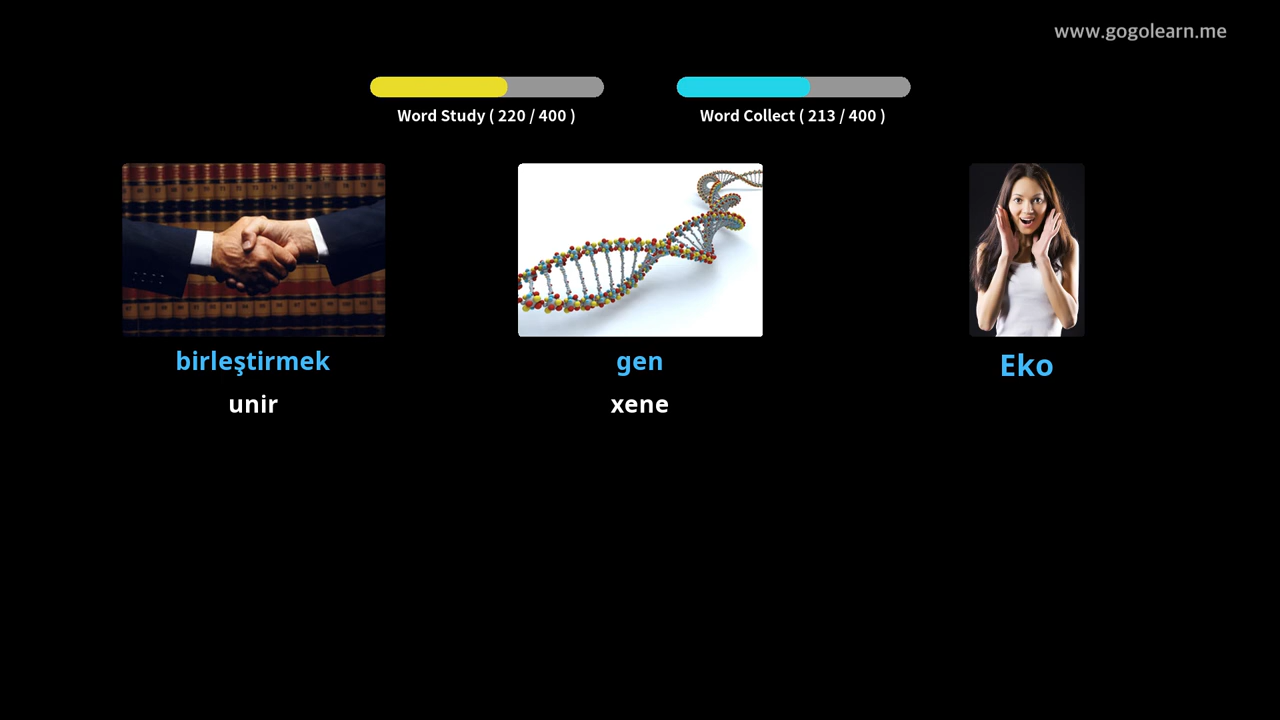 www.gogolearn.me
Word Study ( 220 / 400 )
Word Collect ( 213 / 400 )
birleştirmek
unir
gen
xene
Eko